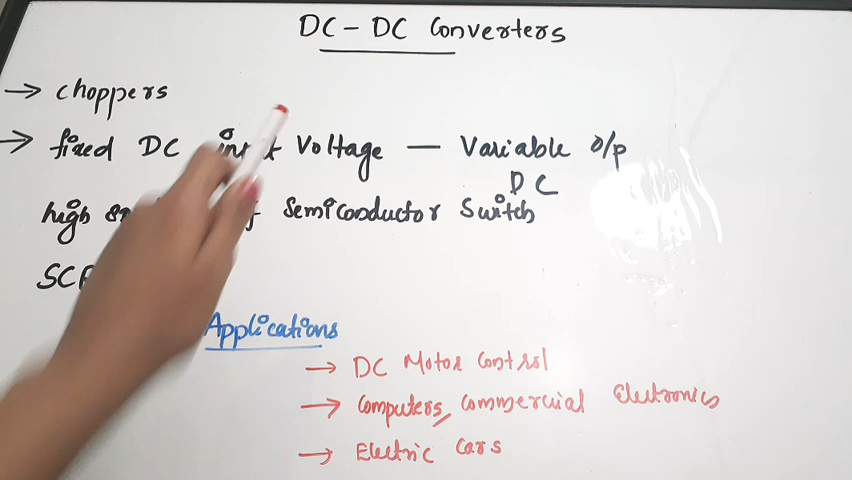 DC - DC Converters
→ choppers
→ fixed DC input Voltage — Variable o/p
DC
high Semiconductor Switch
Applications
→ DC Motor Control
→ Computers, Commercial Electronics
→ Electric Cars